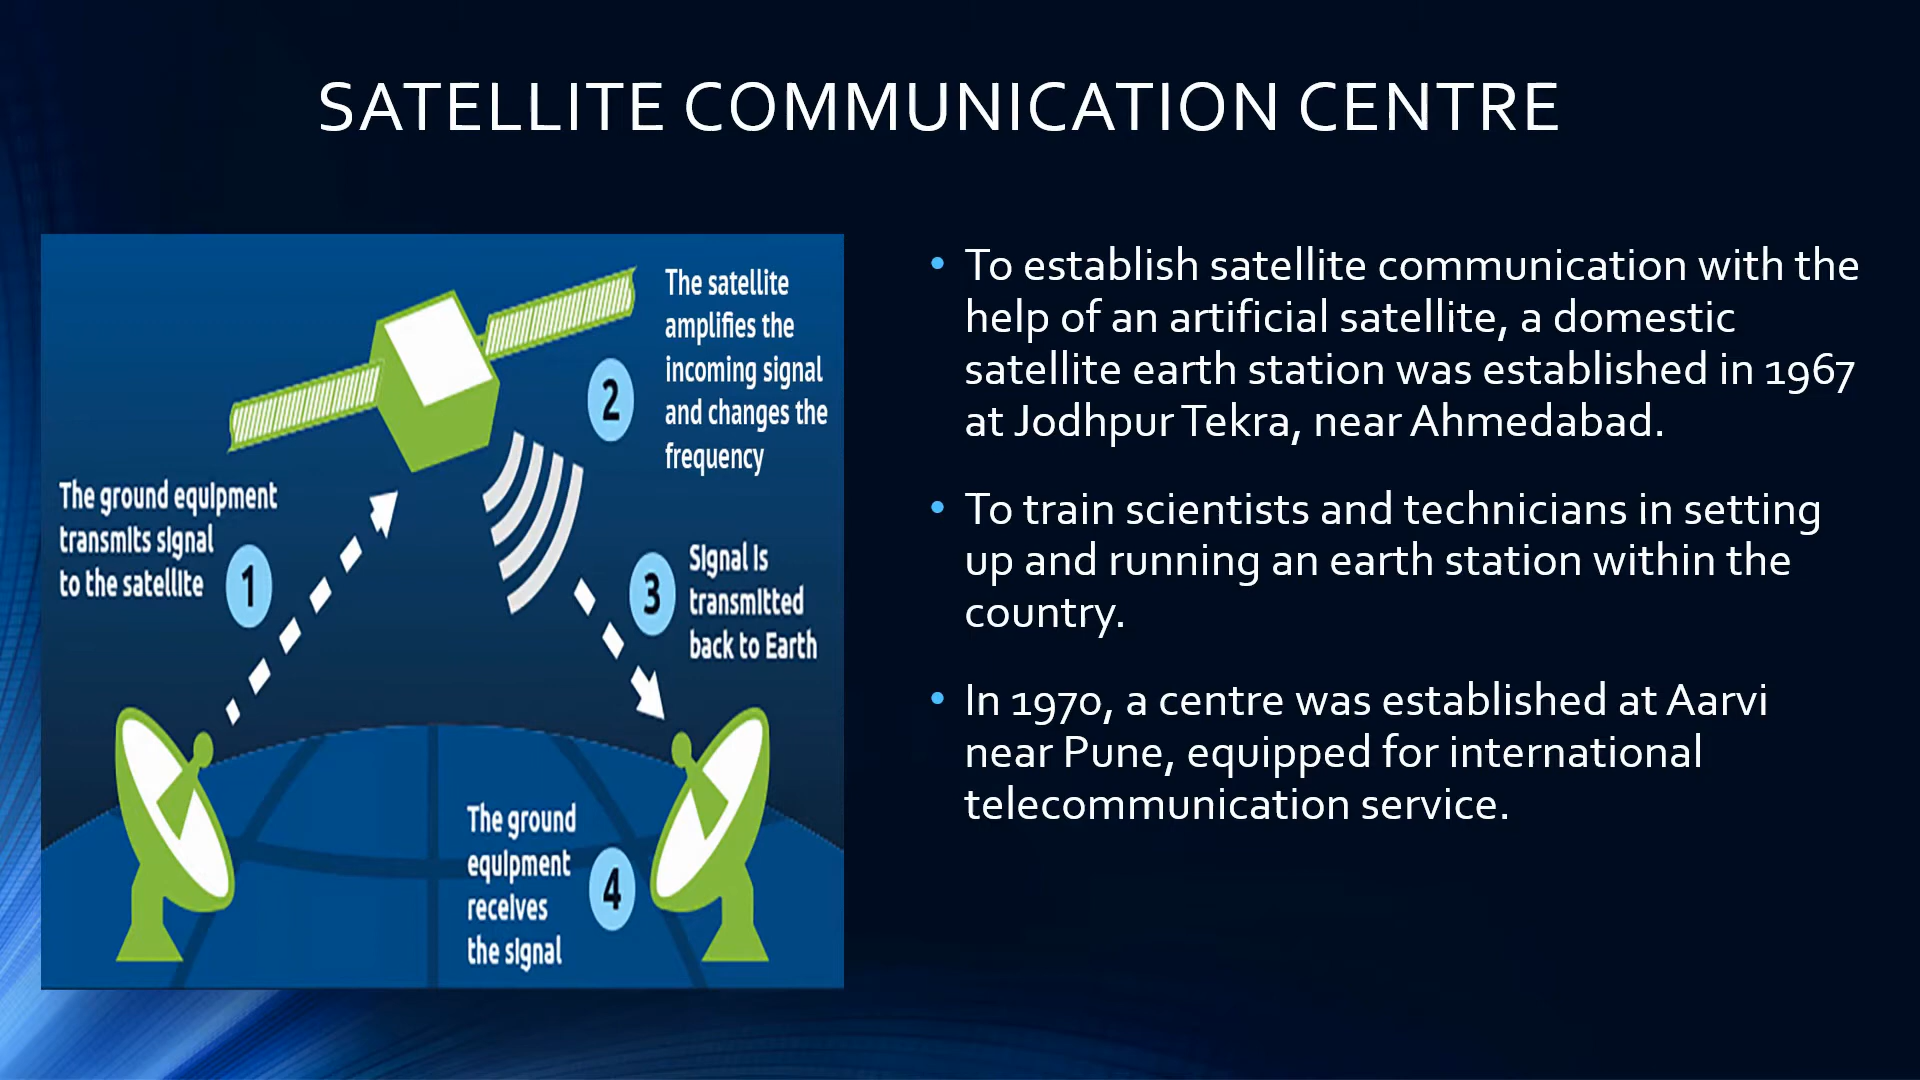 SATELLITE COMMUNICATION CENTRE
The satellite
amplifies the
incoming signal
and changes the
frequency
2
The ground equipment
transmits signal
to the satellite
1
Signal is
transmitted
back to Earth
3
The ground
equipment
receives
the signal
4
• To establish satellite communication with the
help of an artificial satellite, a domestic
satellite earth station was established in 1967
at Jodhpur Tekra, near Ahmedabad.
• To train scientists and technicians in setting
up and running an earth station within the
country.
• In 1970, a centre was established at Aarvi
near Pune, equipped for international
telecommunication service.